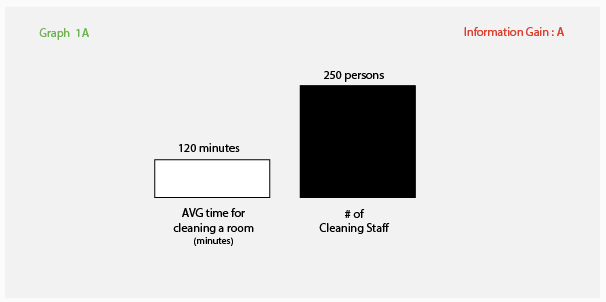 Graph 1A
Information Gain : A
250 persons
120 minutes
AVG time for
cleaning a room
(minutes)
# of
Cleaning Staff